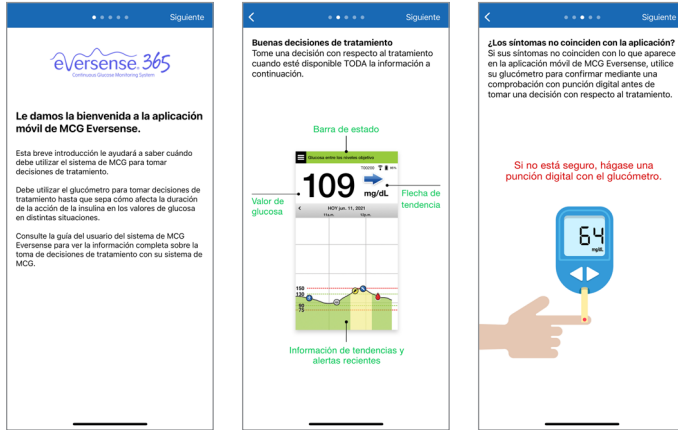 Siguiente
eversense. 365
Continuous Glucose Monitoring System
Le damos la bienvenida a la aplicación
móvil de MCG Eversense.
Esta breve introducción le ayudará a saber cuándo
debe utilizar el sistema de MCG para tomar
decisiones de tratamiento.
Debe utilizar el glucómetro para tomar decisiones de
tratamiento hasta que sepa cómo afecta la duración
de la acción de la insulina en los valores de glucosa
en distintas situaciones.
Consulte la guía del usuario del sistema de MCG
Eversense para ver la información completa sobre la
toma de decisiones de tratamiento con su sistema de
MCG.
Siguiente
Buenas decisiones de tratamiento
Tome una decisión con respecto al tratamiento
cuando esté disponible TODA la información a
continuación.
Barra de estado
Glucosa entre los niveles objetivo
109
mg/dL
Valor de
glucosa
Flecha de
tendencia
HOY jun. 11, 2021
11a.m. 12p.m.
150
130
90
75
Información de tendencias y
alertas recientes
Siguiente
¿Los síntomas no coinciden con la aplicación?
Si sus síntomas no coinciden con lo que aparece
en la aplicación móvil de MCG Eversense, utilice
su glucómetro para confirmar mediante una
comprobación con punción digital antes de
tomar una decisión con respecto al tratamiento.
Si no está seguro, hágase una
punción digital con el glucómetro.
64
mg/dL